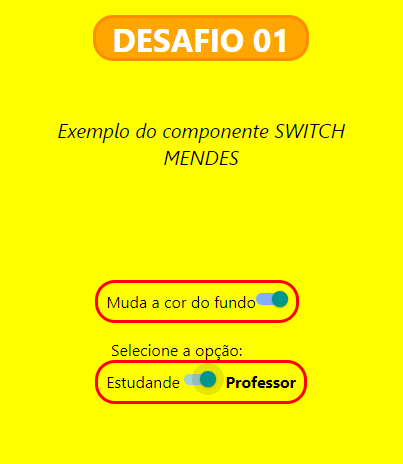 DESAFIO 01
Exemplo do componente SWITCH
MENDES
Muda a cor do fundo
Selecione a opção:
Estudande Professor